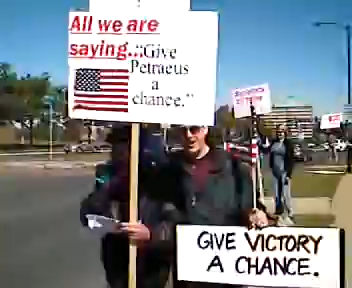 All we are
saying..."Give
Petraeus
a
chance."
GIVE VICTORY
A CHANCE.